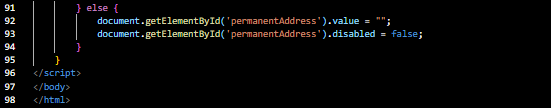 91 } else {
92 document.getElementById('permanentAddress').value = "";
93 document.getElementById('permanentAddress').disabled = false;
94 }
95 }
96 </script>
97 </body>
98 </html>